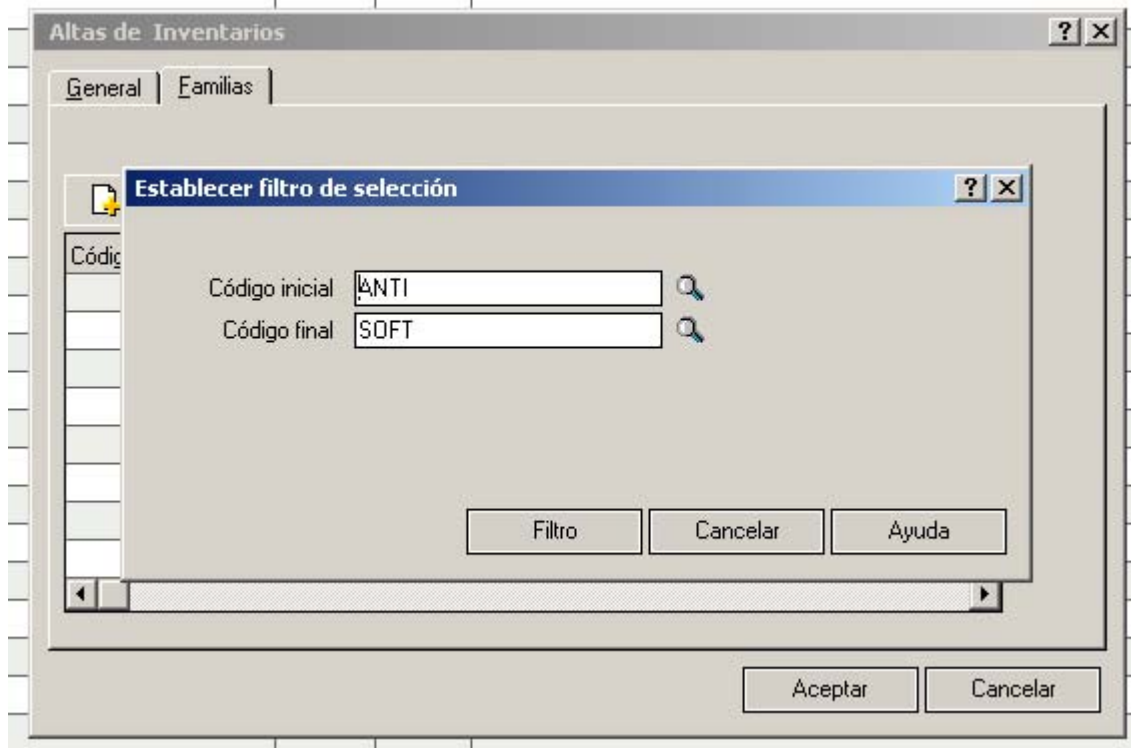 Altas de Inventarios
General Familias
Establecer filtro de selección
Código inicial ANTI
Código final SOFT
Filtro Cancelar Ayuda
Aceptar Cancelar